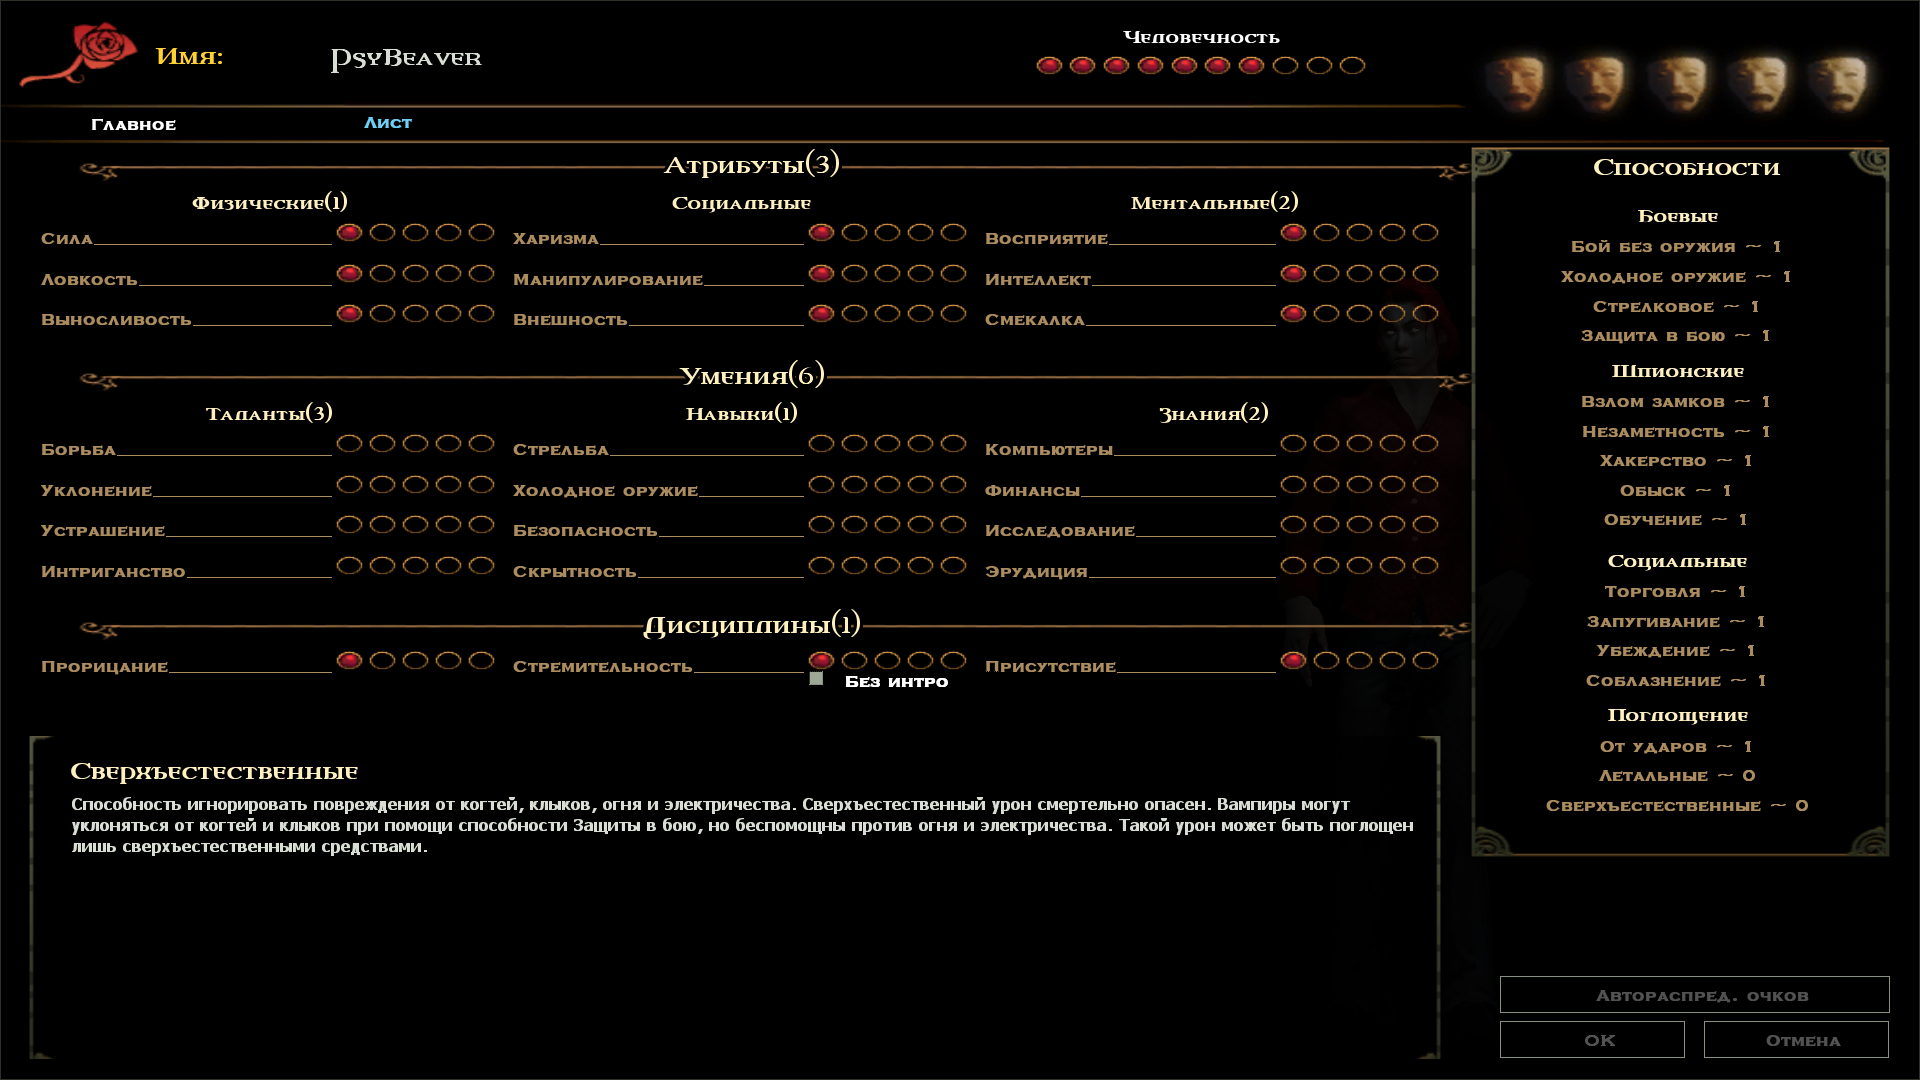 Имя: PsyBeaver
Человечность
Главное Лист
Атрибуты(3)
Физические(1) Социальные Ментальные(2)
Сила Харизма Восприятие
Ловкость Манипулирование Интеллект
Выносливость Внешность Смекалка
Умения(6)
Таланты(3) Навыки(1) Знания(2)
Борьба Стрельба Компьютеры
Уклонение Холодное оружие Финансы
Устрашение Безопасность Исследование
Интриганство Скрытность Эрудиция
Дисциплины(1)
Прорицание Стремительность Присутствие
Без интро
Сверхъестественные
Способность игнорировать повреждения от когтей, клыков, огня и электричества. Сверхъестественный урон смертельно опасен. Вампиры могут
уклоняться от когтей и клыков при помощи способности Защиты в бою, но беспомощны против огня и электричества. Такой урон может быть поглощен
лишь сверхъестественными средствами.
Способности
Боевые
Бой без оружия ~ 1
Холодное оружие ~ 1
Стрелковое ~ 1
Защита в бою ~ 1
Шпионские
Взлом замков ~ 1
Незаметность ~ 1
Хакерство ~ 1
Обыск ~ 1
Обучение ~ 1
Социальные
Торговля ~ 1
Запугивание ~ 1
Убеждение ~ 1
Соблазнение ~ 1
Поглощение
От ударов ~ 1
Летальные ~ 0
Сверхъестественные ~ 0
Автораспред. очков
OK Отмена